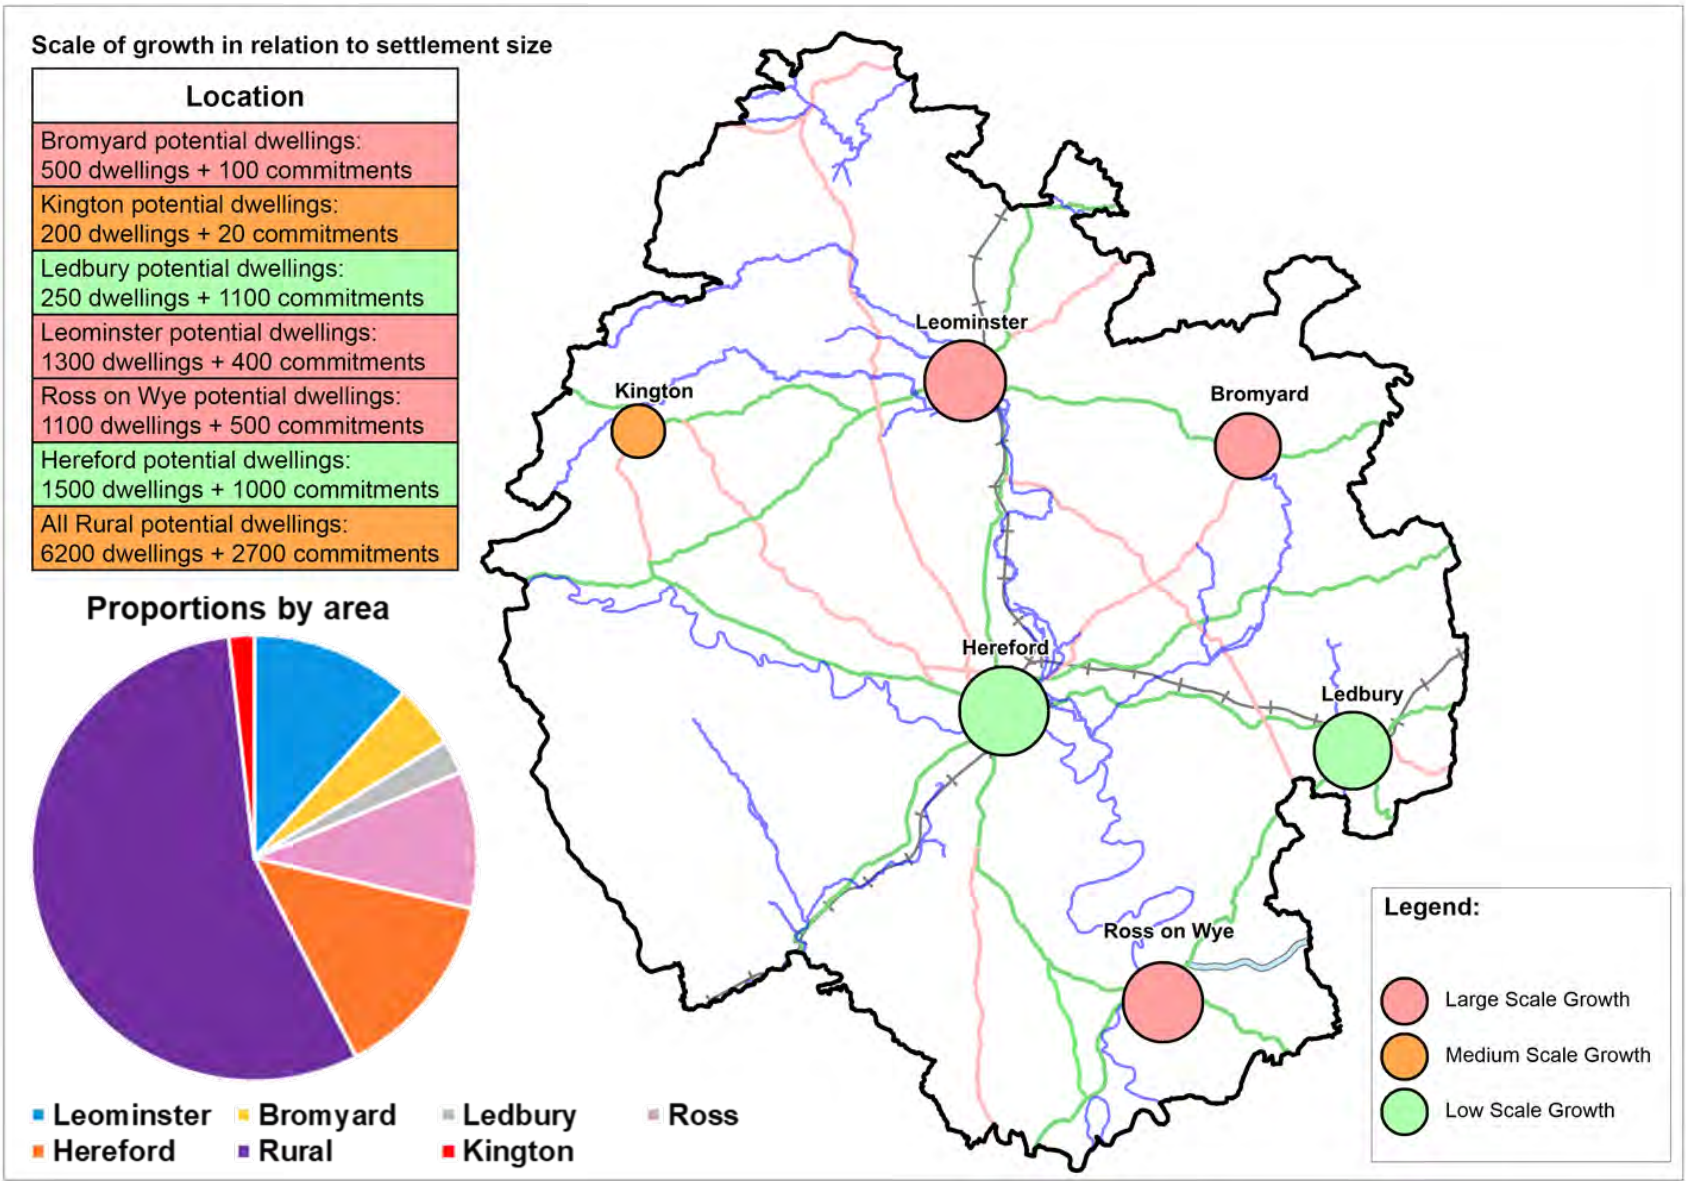 Scale of growth in relation to settlement size
Location
Bromyard potential dwellings:
500 dwellings + 100 commitments
Kington potential dwellings:
200 dwellings + 20 commitments
Ledbury potential dwellings:
250 dwellings + 1100 commitments
Leominster potential dwellings:
1300 dwellings + 400 commitments
Ross on Wye potential dwellings:
1100 dwellings + 500 commitments
Hereford potential dwellings:
1500 dwellings + 1000 commitments
All Rural potential dwellings:
6200 dwellings + 2700 commitments
Proportions by area
Leominster Bromyard Ledbury Ross
Hereford Rural Kington
Leominster
Kington
Bromyard
Hereford
Ledbury
Ross on Wye
Legend:
Large Scale Growth
Medium Scale Growth
Low Scale Growth